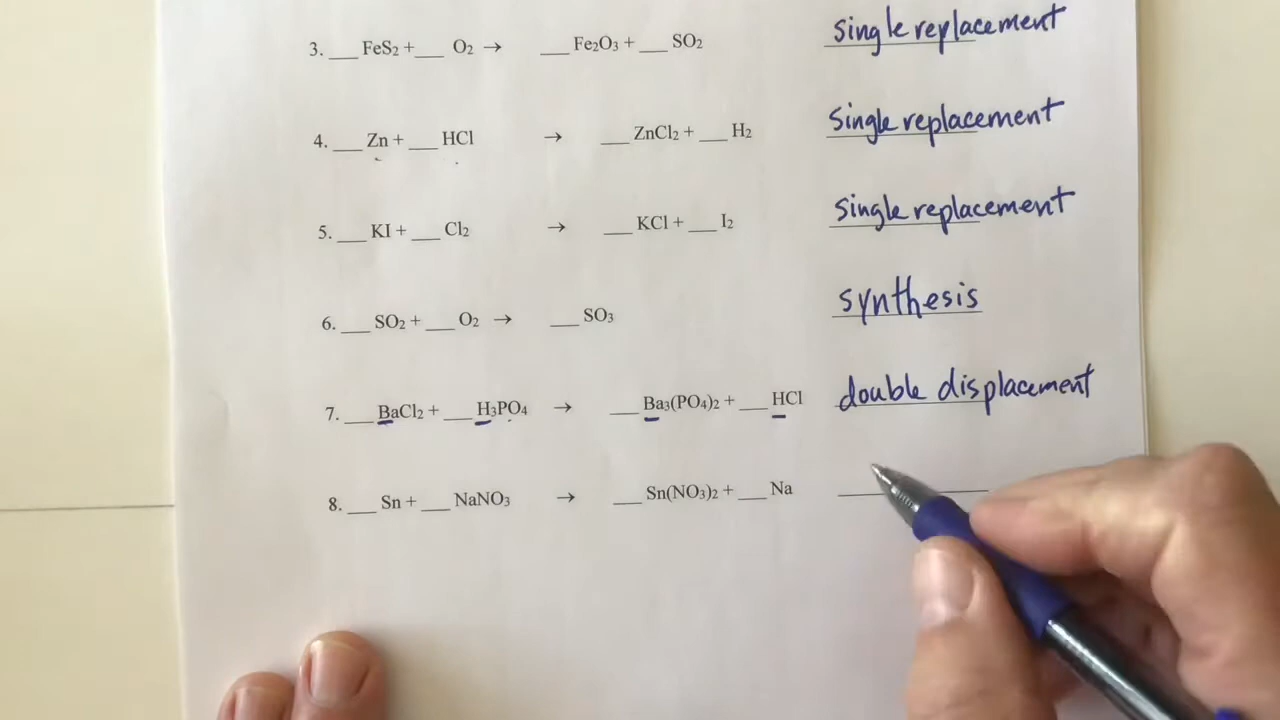 3. ___ FeS₂ + ___ O₂ → ___ Fe₂O₃ + ___ SO₂ single replacement
4. ___ Zn + ___ HCl → ___ ZnCl₂ + ___ H₂ single replacement
5. ___ KI + ___ Cl₂ → ___ KCl + ___ I₂ single replacement
6. ___ SO₂ + ___ O₂ → ___ SO₃ synthesis
7. ___ BaCl₂ + ___ H₃PO₄ → ___ Ba₃(PO₄)₂ + ___ HCl double displacement
8. ___ Sn + ___ NaNO₃ → ___ Sn(NO₃)₂ + ___ Na ___